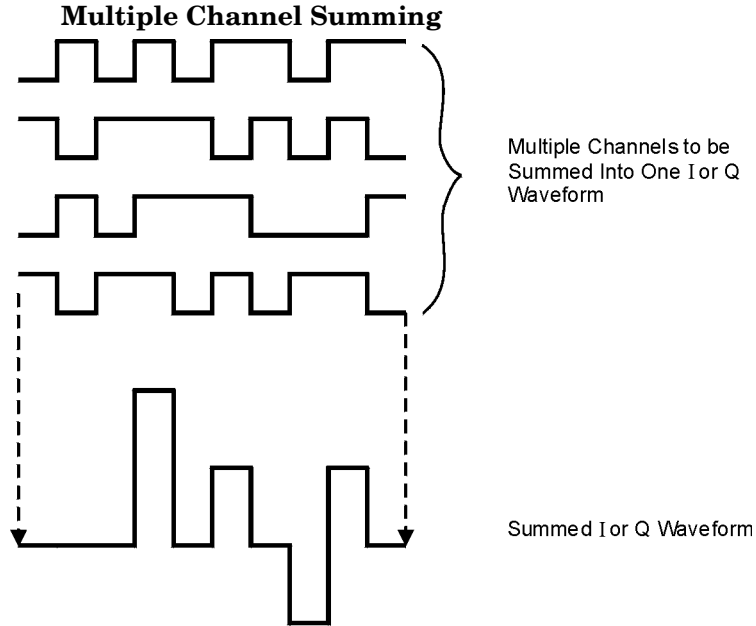 Multiple Channel Summing
Multiple Channels to be
Summed Into One I or Q
Waveform
Summed I or Q Waveform